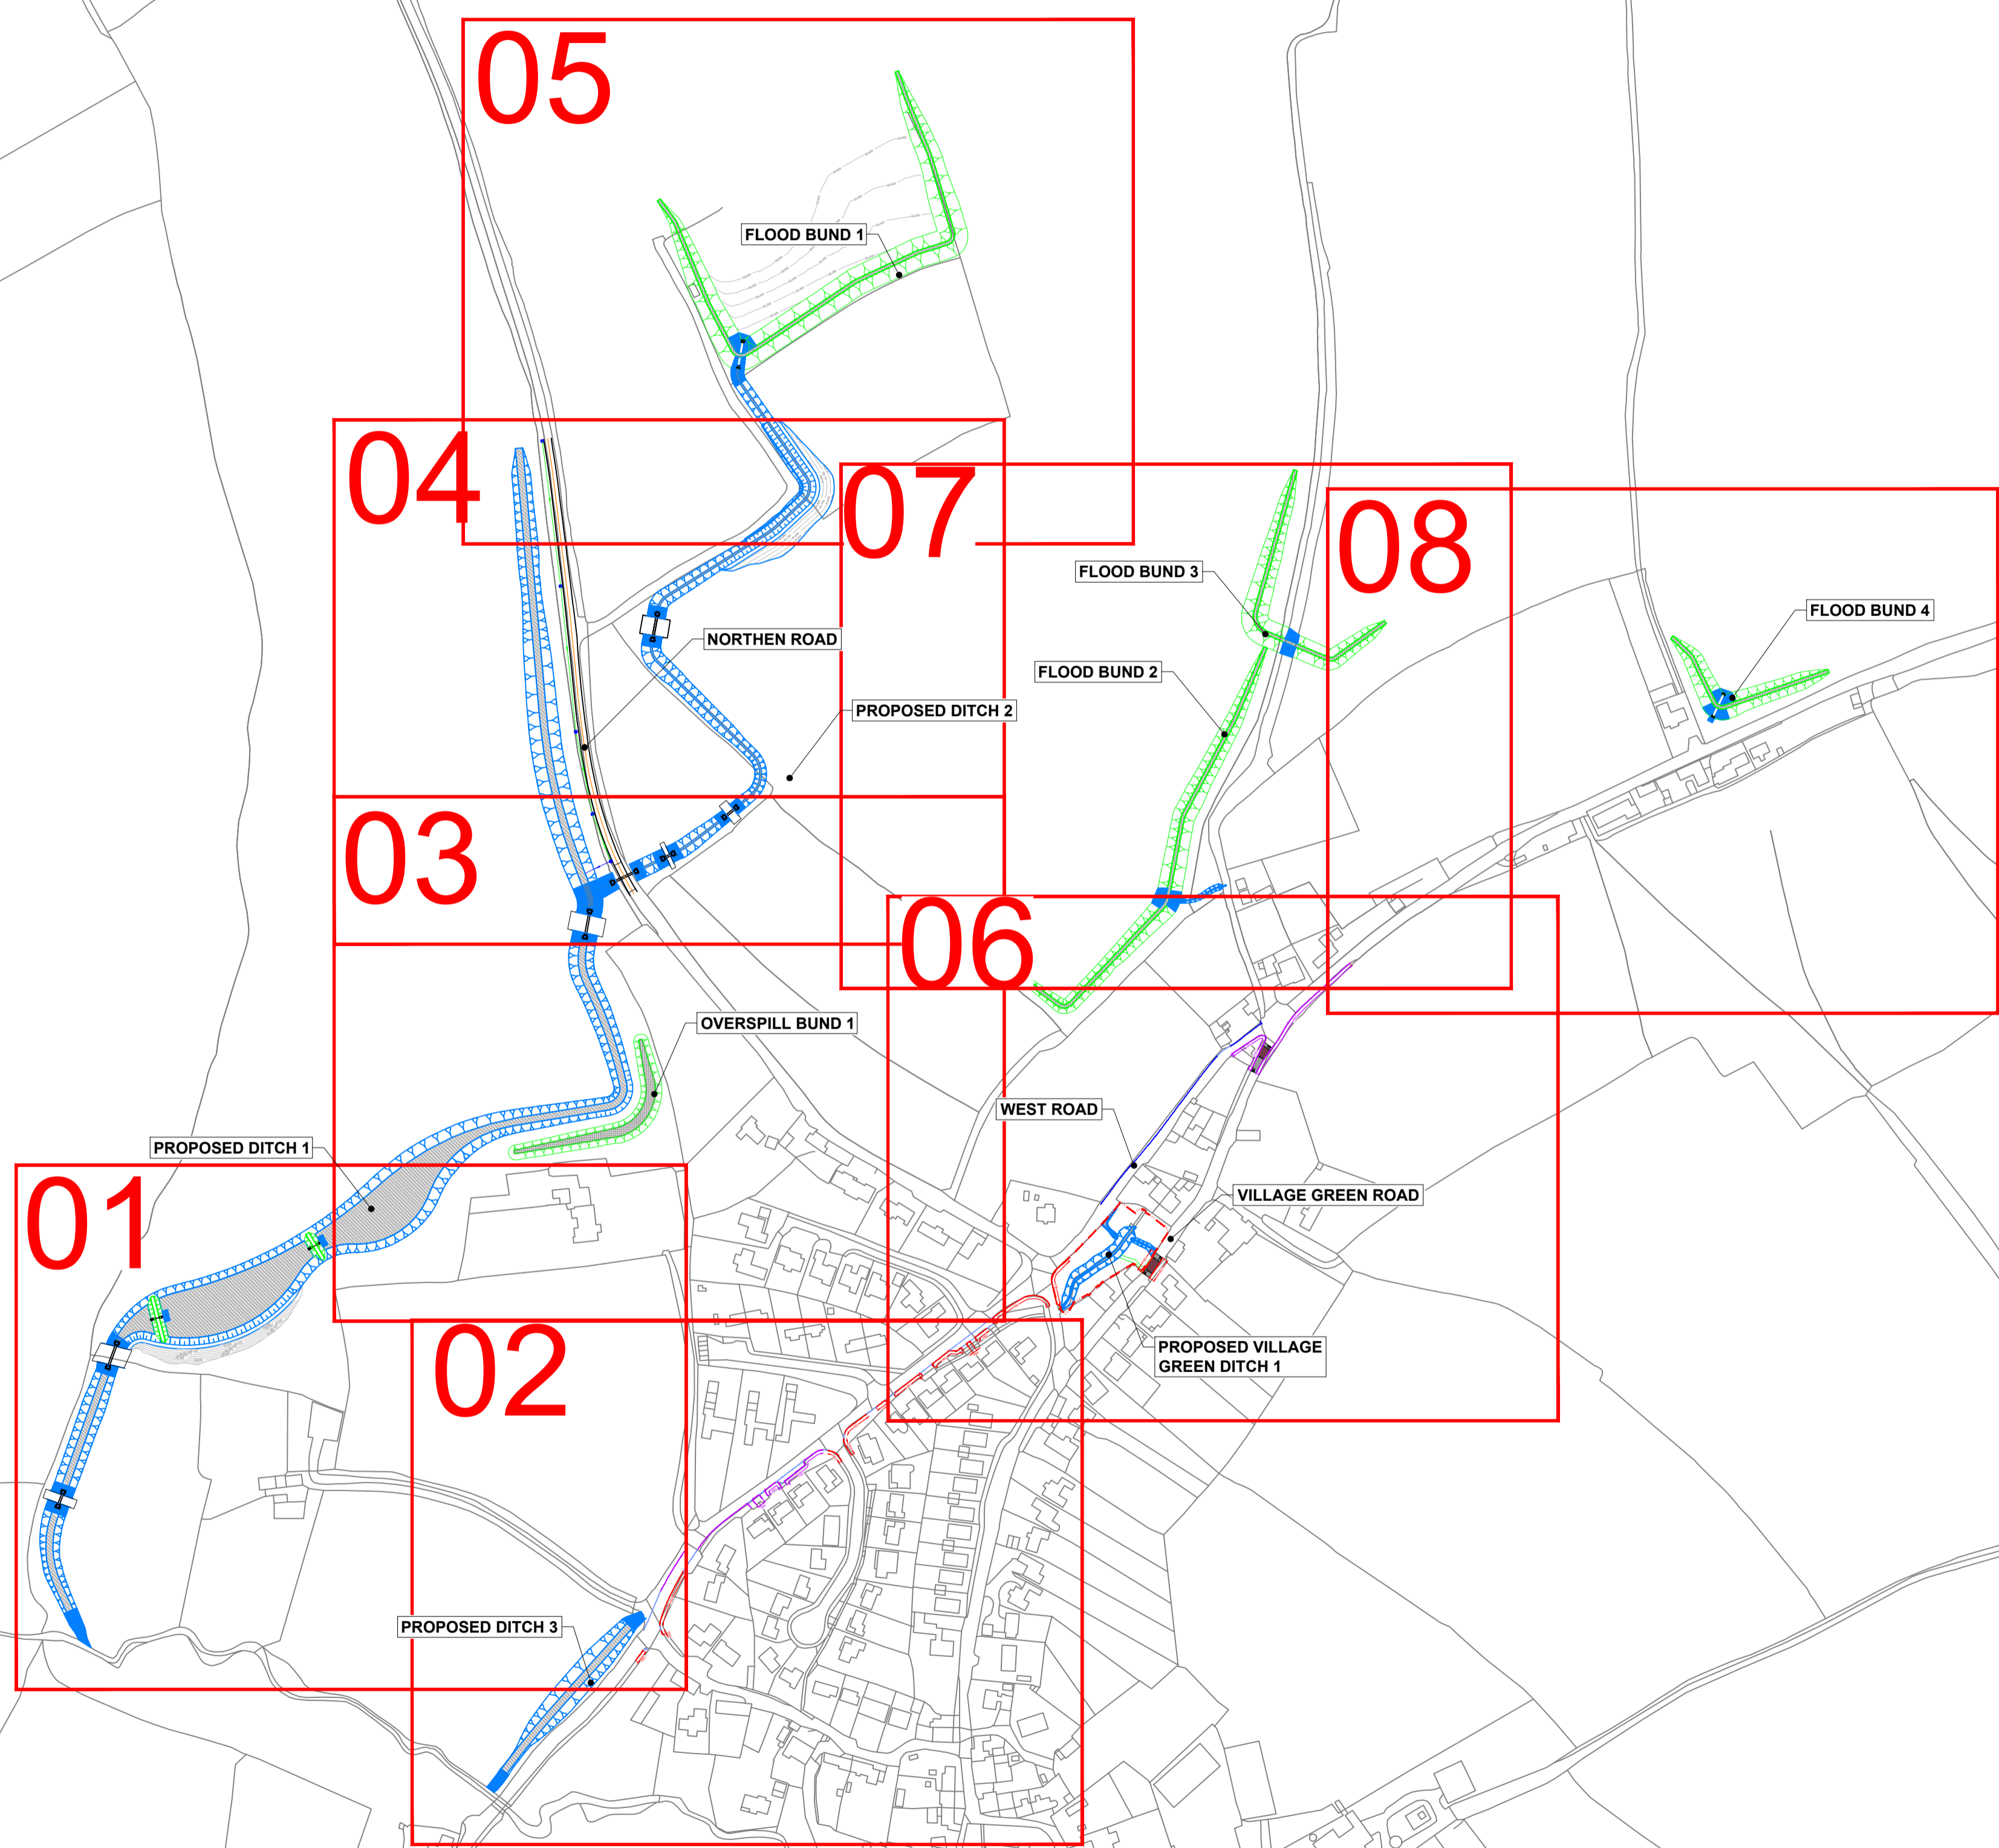 05
FLOOD BUND 1
04
07
08
FLOOD BUND 3
FLOOD BUND 4
NORTHEN ROAD
FLOOD BUND 2
PROPOSED DITCH 2
03
06
OVERSPILL BUND 1
WEST ROAD
PROPOSED DITCH 1
01
VILLAGE GREEN ROAD
02
PROPOSED VILLAGE
GREEN DITCH 1
PROPOSED DITCH 3